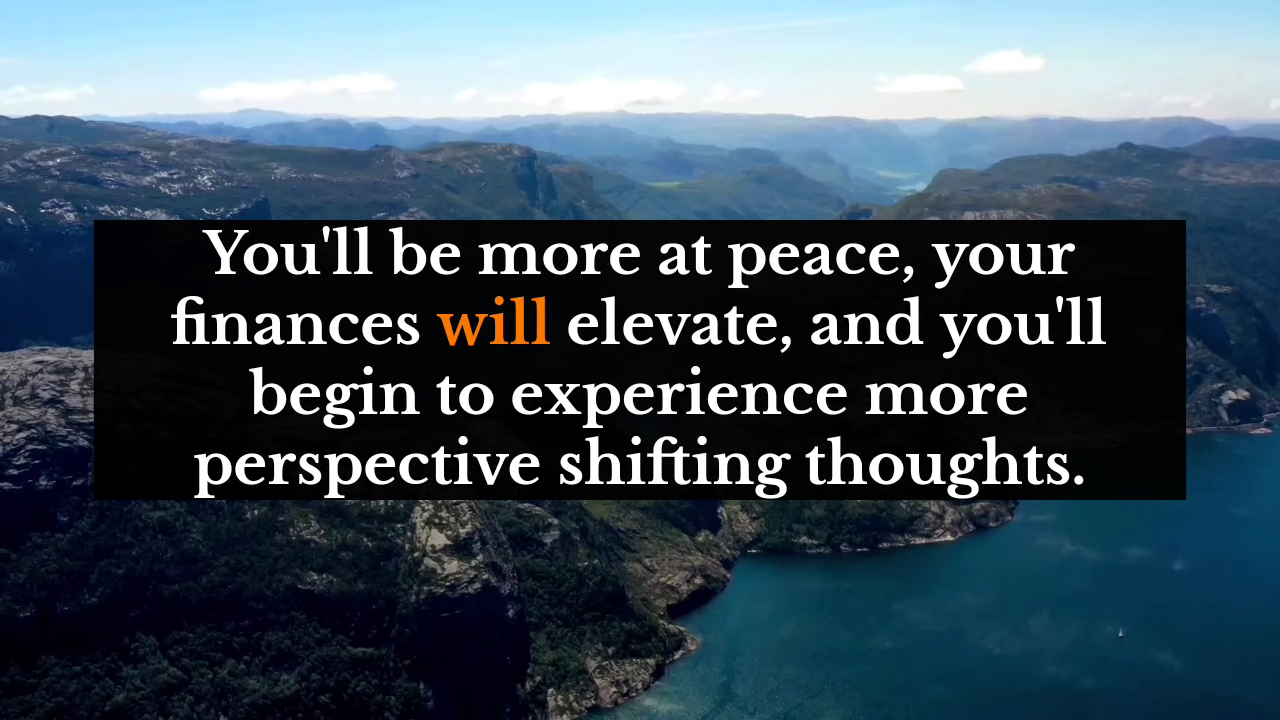 You'll be more at peace, your
finances will elevate, and you'll
begin to experience more
perspective shifting thoughts.